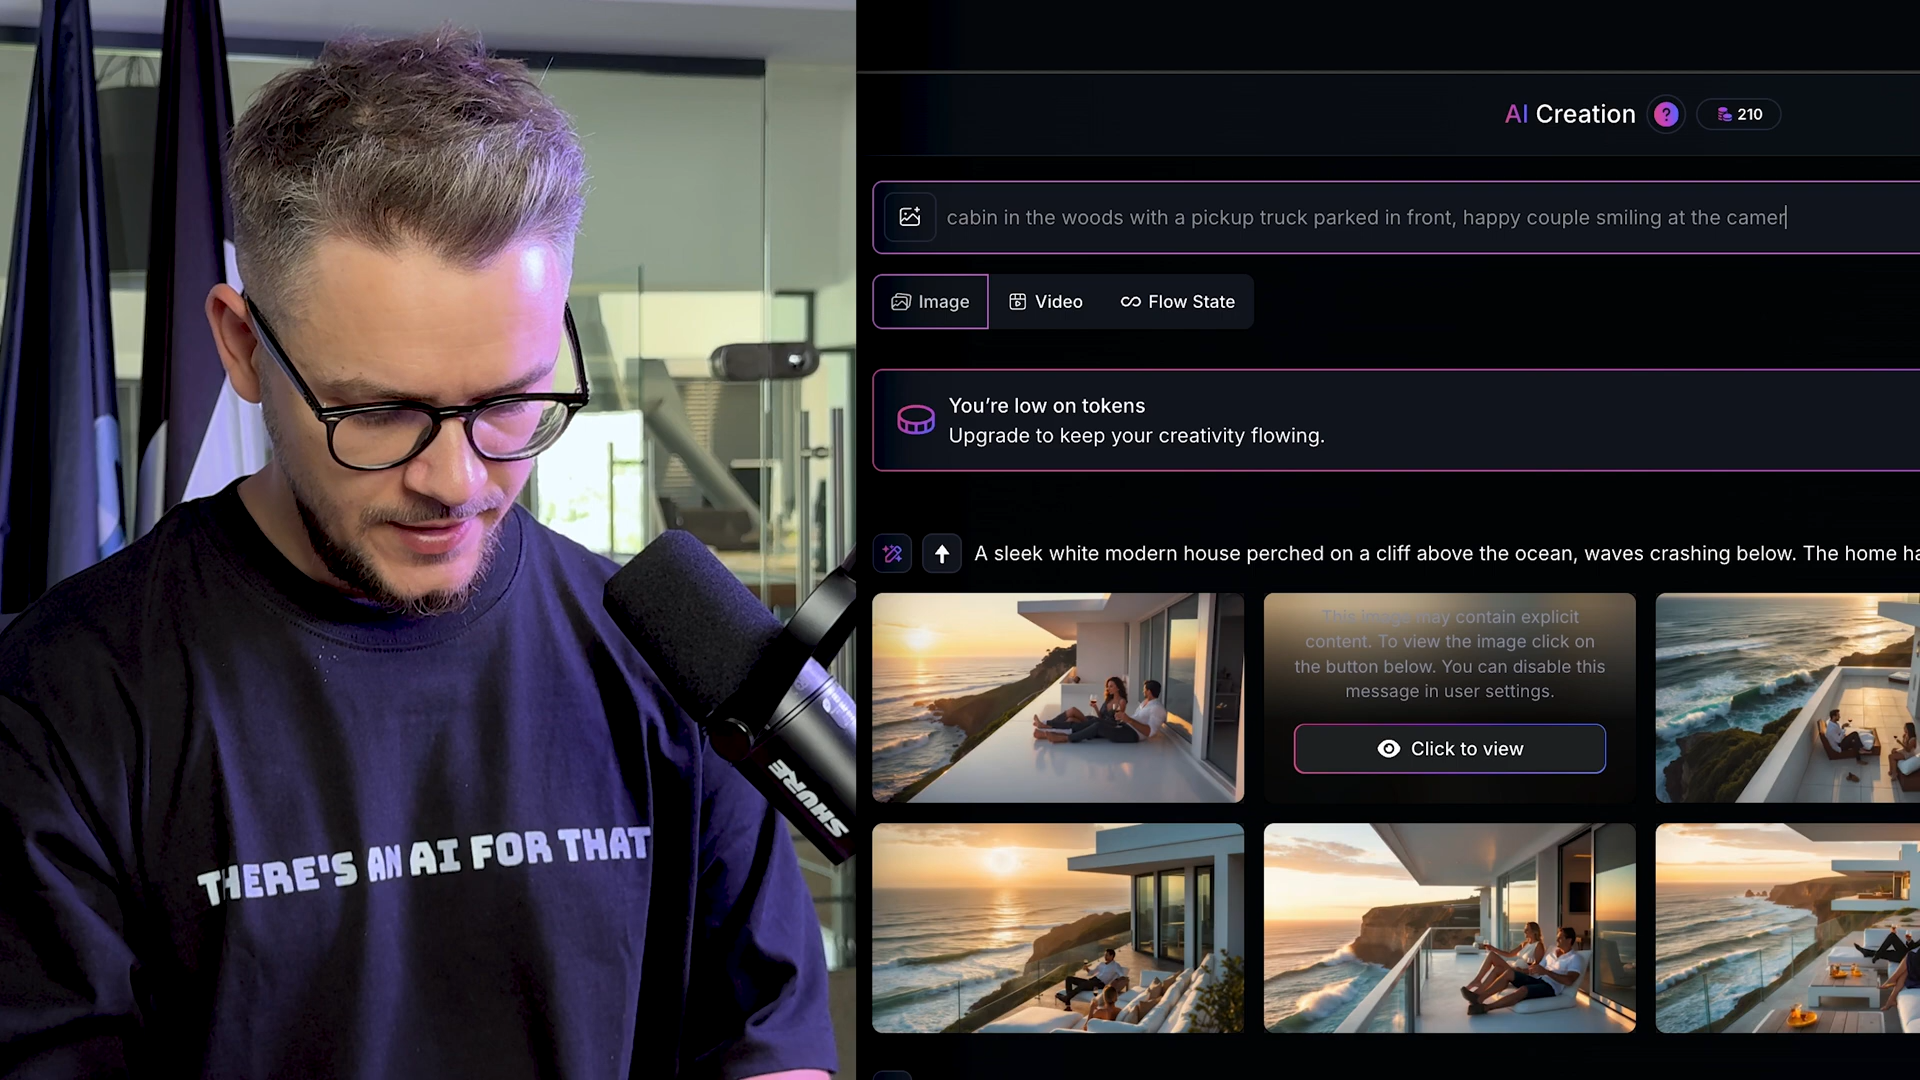 THERE'S AN AI FOR THAT
SHURE
AI Creation ? 210
cabin in the woods with a pickup truck parked in front, happy couple smiling at the camer
Image Video Flow State
You're low on tokens
Upgrade to keep your creativity flowing.
A sleek white modern house perched on a cliff above the ocean, waves crashing below. The home ha
This image may contain explicit
content. To view the image click on
the button below. You can disable this
message in user settings.
Click to view